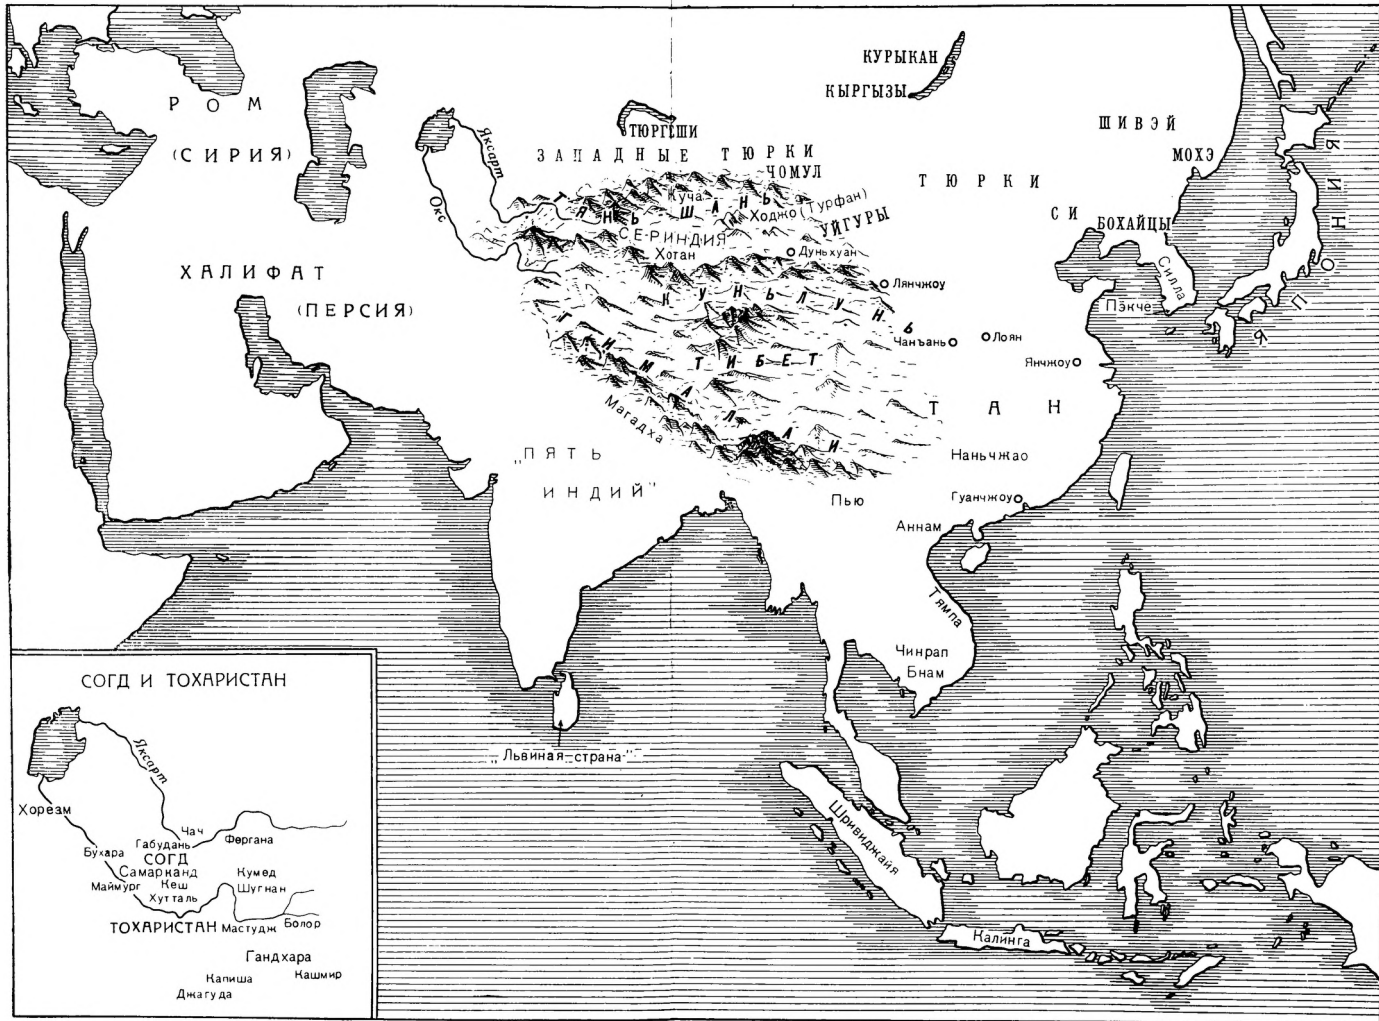 КУРЫКАН
КЫРГЫЗЫ
РОМ
(СИРИЯ)
ТЮРГЕШИ
ЗАПАДНЫЕ ТЮРКИ
ЧОМУЛ
ШИВЭЙ
МОХЭ
ТЮРКИ
ЯПОНИЯ
Яксарт
Окс
ТЯНЬ ШАНЬ
Куча
Ходжо (Турфан)
УЙГУРЫ
СИ
БОХАЙЦЫ
СЕРИНДИЯ
Хотан
Дуньхуан
Лянчжоу
Силла
Пэкче
ХАЛИФАТ
(ПЕРСИЯ)
КУНЬЛУНЬ
Чанъань
Лоян
Янчжоу
ГИМАЛАИ
ТИБЕТ
ТАН
Магадха
„ПЯТЬ
ИНДИЙ"
Наньчжао
Пью
Гуанчжоу
Аннам
Тямпа
Чинрап
Бнам
„Львиная страна"
Шривиджайя
Калинга
СОГД И ТОХАРИСТАН
Яксарт
Хорезм
Чач
Габудань
Фергана
Бухара
СОГД
Самарканд
Кумед
Маймург
Кеш
Шугнан
Хутталь
ТОХАРИСТАН
Мастудж
Болор
Гандхара
Капиша
Кашмир
Джагуда